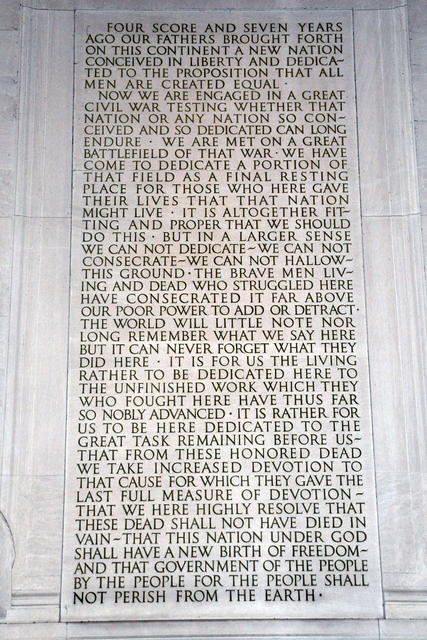 FOUR SCORE AND SEVEN YEARS
AGO OUR FATHERS BROUGHT FORTH
ON THIS CONTINENT A NEW NATION
CONCEIVED IN LIBERTY AND DEDICA~
TED TO THE PROPOSITION THAT ALL
MEN ARE CREATED EQUAL ·
NOW WE ARE ENGAGED IN A GREAT
CIVIL WAR TESTING WHETHER THAT
NATION OR ANY NATION SO CON~
CEIVED AND SO DEDICATED CAN LONG
ENDURE · WE ARE MET ON A GREAT
BATTLEFIELD OF THAT WAR · WE HAVE
COME TO DEDICATE A PORTION OF
THAT FIELD AS A FINAL RESTING
PLACE FOR THOSE WHO HERE GAVE
THEIR LIVES THAT THAT NATION
MIGHT LIVE · IT IS ALTOGETHER FIT~
TING AND PROPER THAT WE SHOULD
DO THIS · BUT IN A LARGER SENSE
WE CAN NOT DEDICATE~WE CAN NOT
CONSECRATE~WE CAN NOT HALLOW~
THIS GROUND · THE BRAVE MEN LIV~
ING AND DEAD WHO STRUGGLED HERE
HAVE CONSECRATED IT FAR ABOVE
OUR POOR POWER TO ADD OR DETRACT ·
THE WORLD WILL LITTLE NOTE NOR
LONG REMEMBER WHAT WE SAY HERE
BUT IT CAN NEVER FORGET WHAT THEY
DID HERE · IT IS FOR US THE LIVING
RATHER TO BE DEDICATED HERE TO
THE UNFINISHED WORK WHICH THEY
WHO FOUGHT HERE HAVE THUS FAR
SO NOBLY ADVANCED · IT IS RATHER FOR
US TO BE HERE DEDICATED TO THE
GREAT TASK REMAINING BEFORE US~
THAT FROM THESE HONORED DEAD
WE TAKE INCREASED DEVOTION TO
THAT CAUSE FOR WHICH THEY GAVE THE
LAST FULL MEASURE OF DEVOTION~
THAT WE HERE HIGHLY RESOLVE THAT
THESE DEAD SHALL NOT HAVE DIED IN
VAIN~THAT THIS NATION UNDER GOD
SHALL HAVE A NEW BIRTH OF FREEDOM~
AND THAT GOVERNMENT OF THE PEOPLE
BY THE PEOPLE FOR THE PEOPLE SHALL
NOT PERISH FROM THE EARTH ·